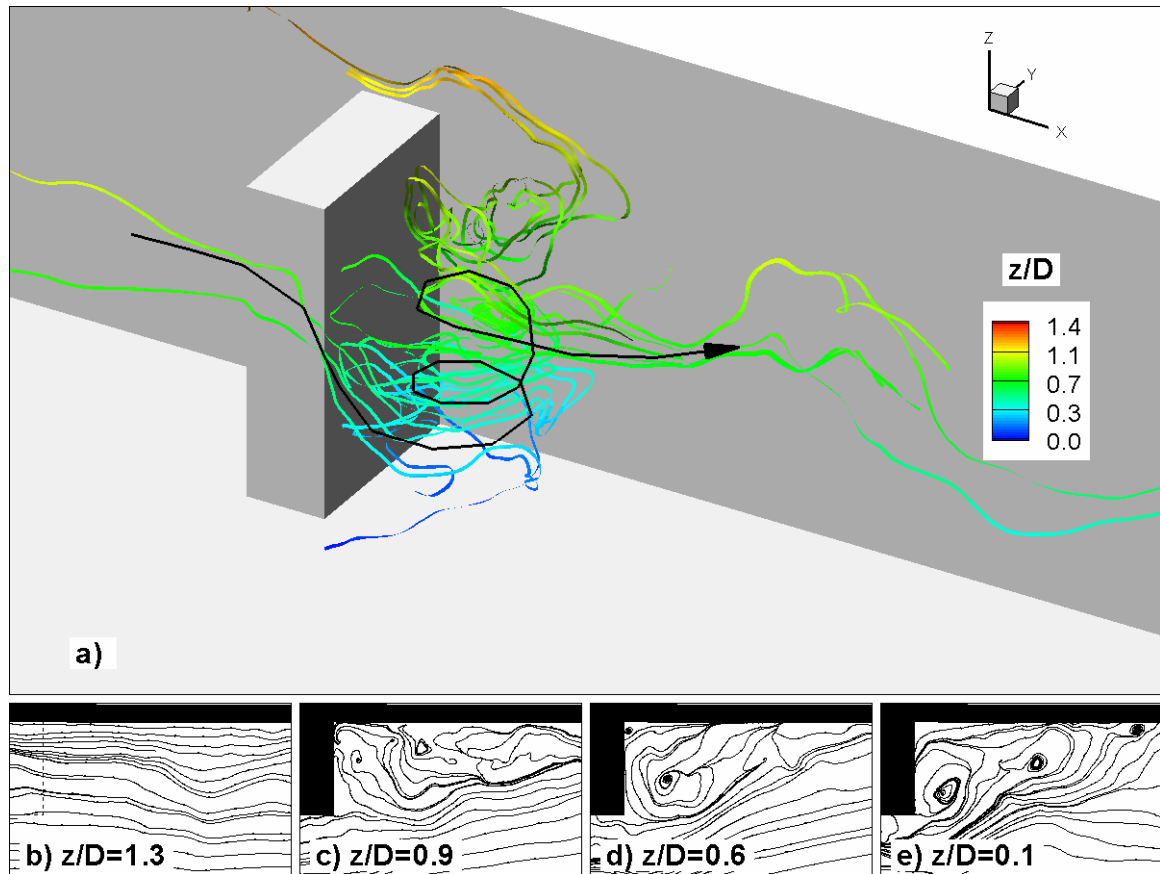 Z
Y
X
z/D
1.4
1.1
0.7
0.3
0.0
a)
b) z/D=1.3
c) z/D=0.9
d) z/D=0.6
e) z/D=0.1